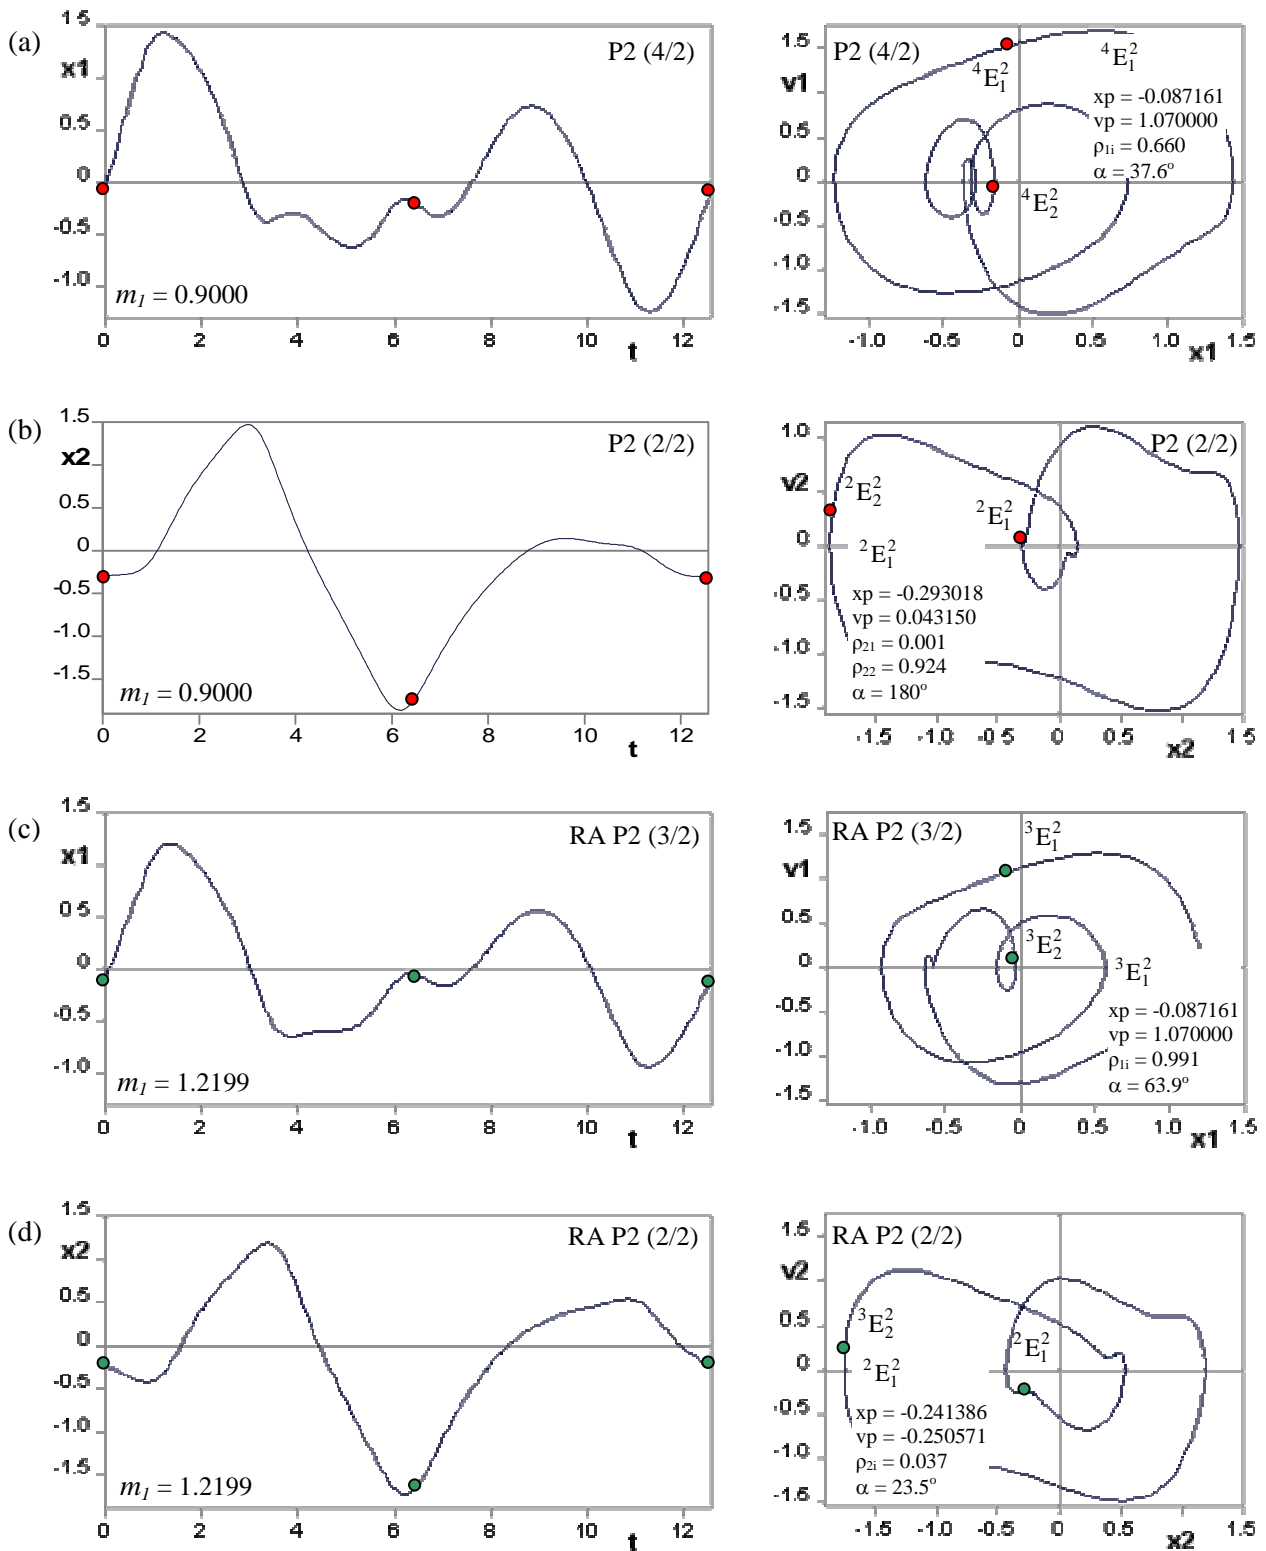 (a)
1.5
x1
0.5
0
-0.5
-1.0
P2 (4/2)
m1 = 0.9000
0 2 4 6 8 10 12
t
P2 (4/2)
1.5
v1
0.5
0
-0.5
-1.0
-1.5
⁴E₁² ⁴E₁²
xp = -0.087161
vp = 1.070000
ρ1i = 0.660
α = 37.6º
⁴E₂²
-1.0 -0.5 0 0.5 1.0 1.5
x1
(b)
1.5
x2
0.5
0
-0.5
-1.0
-1.5
P2 (2/2)
m1 = 0.9000
0 2 4 6 8 10 12
t
P2 (2/2)
1.0
v2
0
-0.5
-1.0
-1.5
²E₂²
²E₁²
²E₁²
xp = -0.293018
vp = 0.043150
ρ21 = 0.001
ρ22 = 0.924
α = 180º
-1.5 -1.0 -0.5 0 0.5 1.0 1.5
x2
(c)
1.5
x1
0.5
0
-0.5
-1.0
RA P2 (3/2)
m1 = 1.2199
0 2 4 6 8 10 12
t
RA P2 (3/2)
1.5
v1
0.5
0
-0.5
-1.0
-1.5
³E₁²
³E₂²
³E₁²
xp = -0.087161
vp = 1.070000
ρ1i = 0.991
α = 63.9º
-1.0 -0.5 0 0.5 1.0 1.5
x1
(d)
1.5
x2
0.5
0
-0.5
-1.0
-1.5
RA P2 (2/2)
m1 = 1.2199
0 2 4 6 8 10 12
t
RA P2 (2/2)
1.5
v2
0.5
0
-0.5
-1.0
-1.5
³E₂²
²E₁²
²E₁²
xp = -0.241386
vp = -0.250571
ρ2i = 0.037
α = 23.5º
-1.5 -1.0 -0.5 0 0.5 1.0 1.5
x2